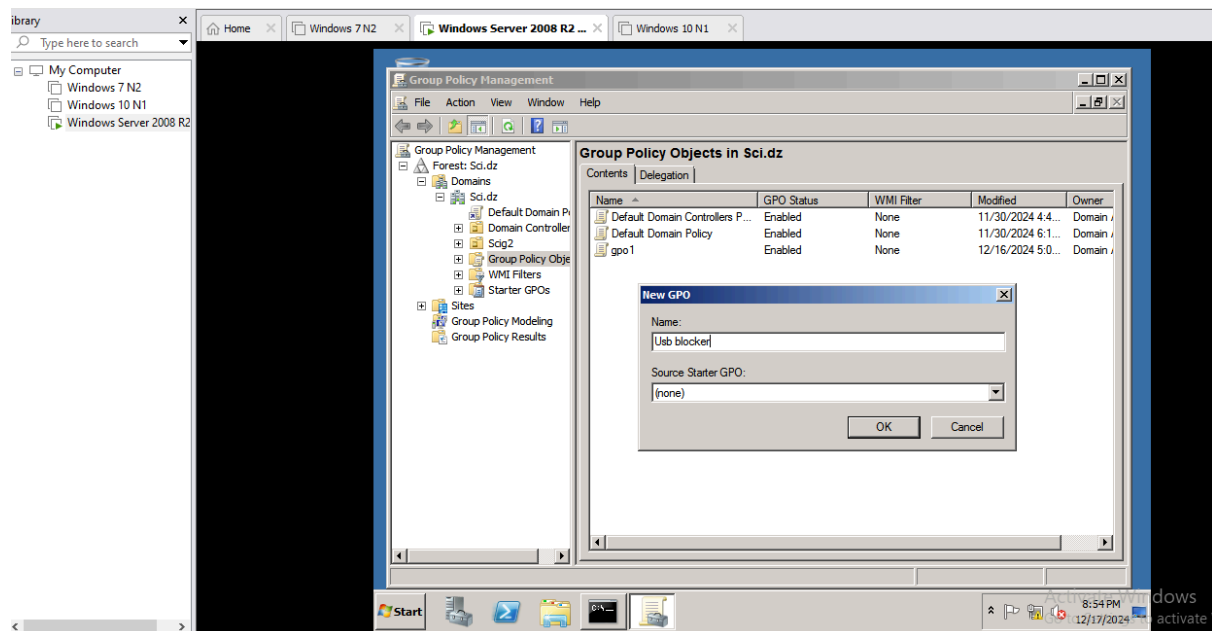 ibrary ×
Type here to search
My Computer
Windows 7 N2
Windows 10 N1
Windows Server 2008 R2
Home
Windows 7 N2
Windows Server 2008 R2 ...
Windows 10 N1
Group Policy Management
File Action View Window Help
Group Policy Management
Forest: Sci.dz
Domains
Sci.dz
Default Domain P
Domain Controller
Scig2
Group Policy Obje
WMI Filters
Starter GPOs
Sites
Group Policy Modeling
Group Policy Results
Group Policy Objects in Sci.dz
Contents Delegation
Name GPO Status WMI Filter Modified Owner
Default Domain Controllers P... Enabled None 11/30/2024 4:4... Domain
Default Domain Policy Enabled None 11/30/2024 6:1... Domain
gpo1 Enabled None 12/16/2024 5:0... Domain
New GPO
Name:
Usb blocker
Source Starter GPO:
(none)
OK Cancel
Start
8:54 PM
12/17/2024
Activate Windows
to activate